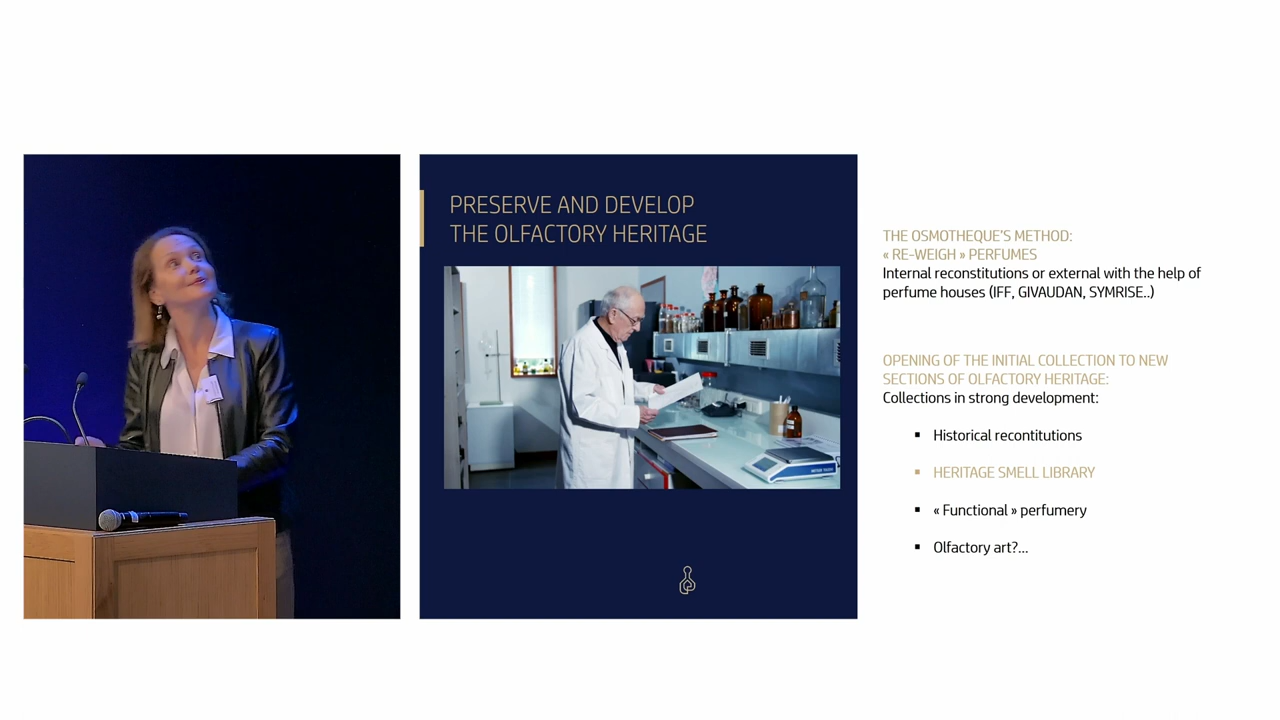 PRESERVE AND DEVELOP
THE OLFACTORY HERITAGE
THE OSMOTHEQUE'S METHOD:
« RE-WEIGH » PERFUMES
Internal reconstitutions or external with the help of
perfume houses (IFF, GIVAUDAN, SYMRISE..)
OPENING OF THE INITIAL COLLECTION TO NEW
SECTIONS OF OLFACTORY HERITAGE:
Collections in strong development:
▪ Historical recontitutions
▪ HERITAGE SMELL LIBRARY
▪ « Functional » perfumery
▪ Olfactory art?...